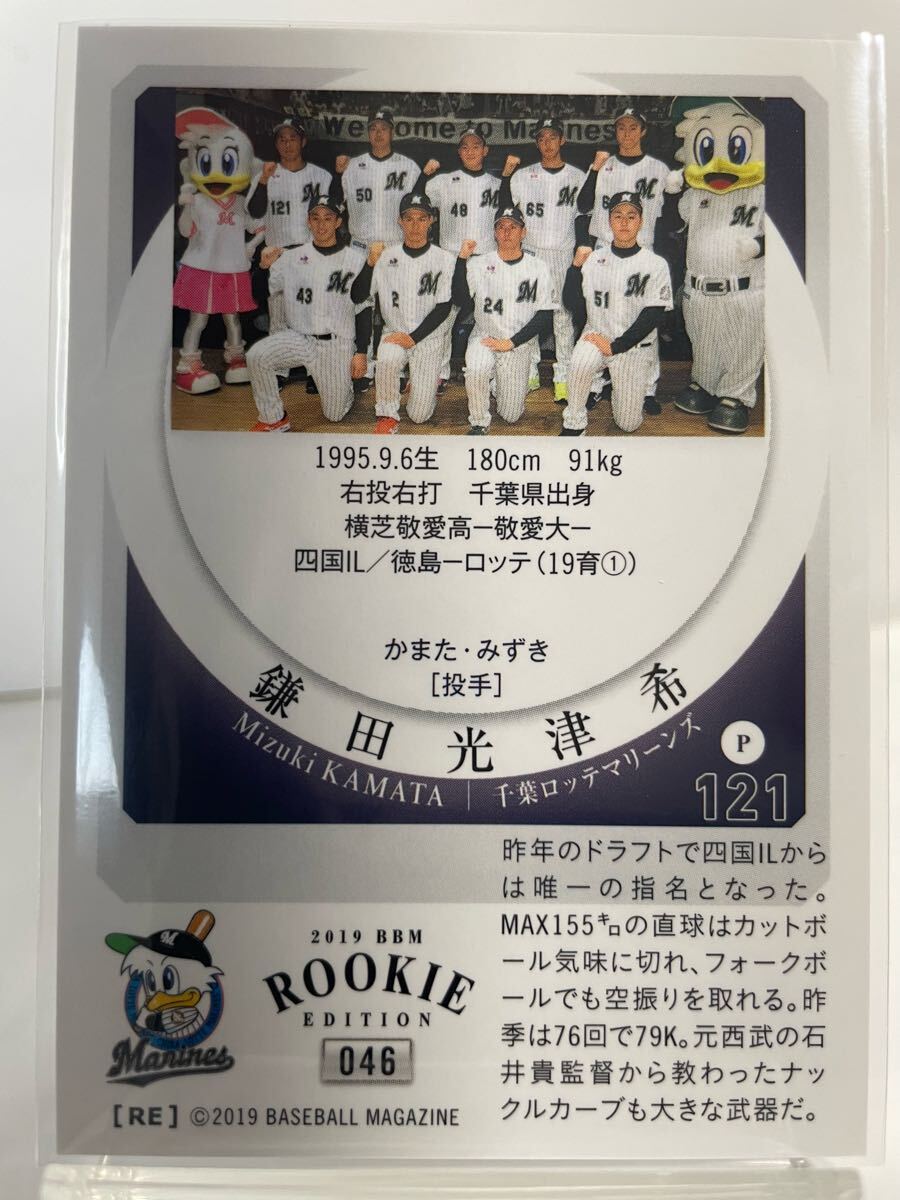 Welcome to Marines
121
50
48
65
6
43
2
24
51
1995.9.6生 180cm 91kg
右投右打 千葉県出身
横芝敬愛高ー敬愛大ー
四国IL/徳島ーロッテ(19育①)
かまた・みずき
[投手]
鎌田光津希
Mizuki KAMATA | 千葉ロッテマリーンズ
P
121
昨年のドラフトで四国ILから
は唯一の指名となった。
MAX155㌔の直球はカットボ
ール気味に切れ、フォークボ
ールでも空振りを取れる。昨
季は76回で79K。元西武の石
井貴監督から教わったナッ
クルカーブも大きな武器だ。
M
Marines
2019 BBM
ROOKIE
EDITION
046
[RE] ©2019 BASEBALL MAGAZINE